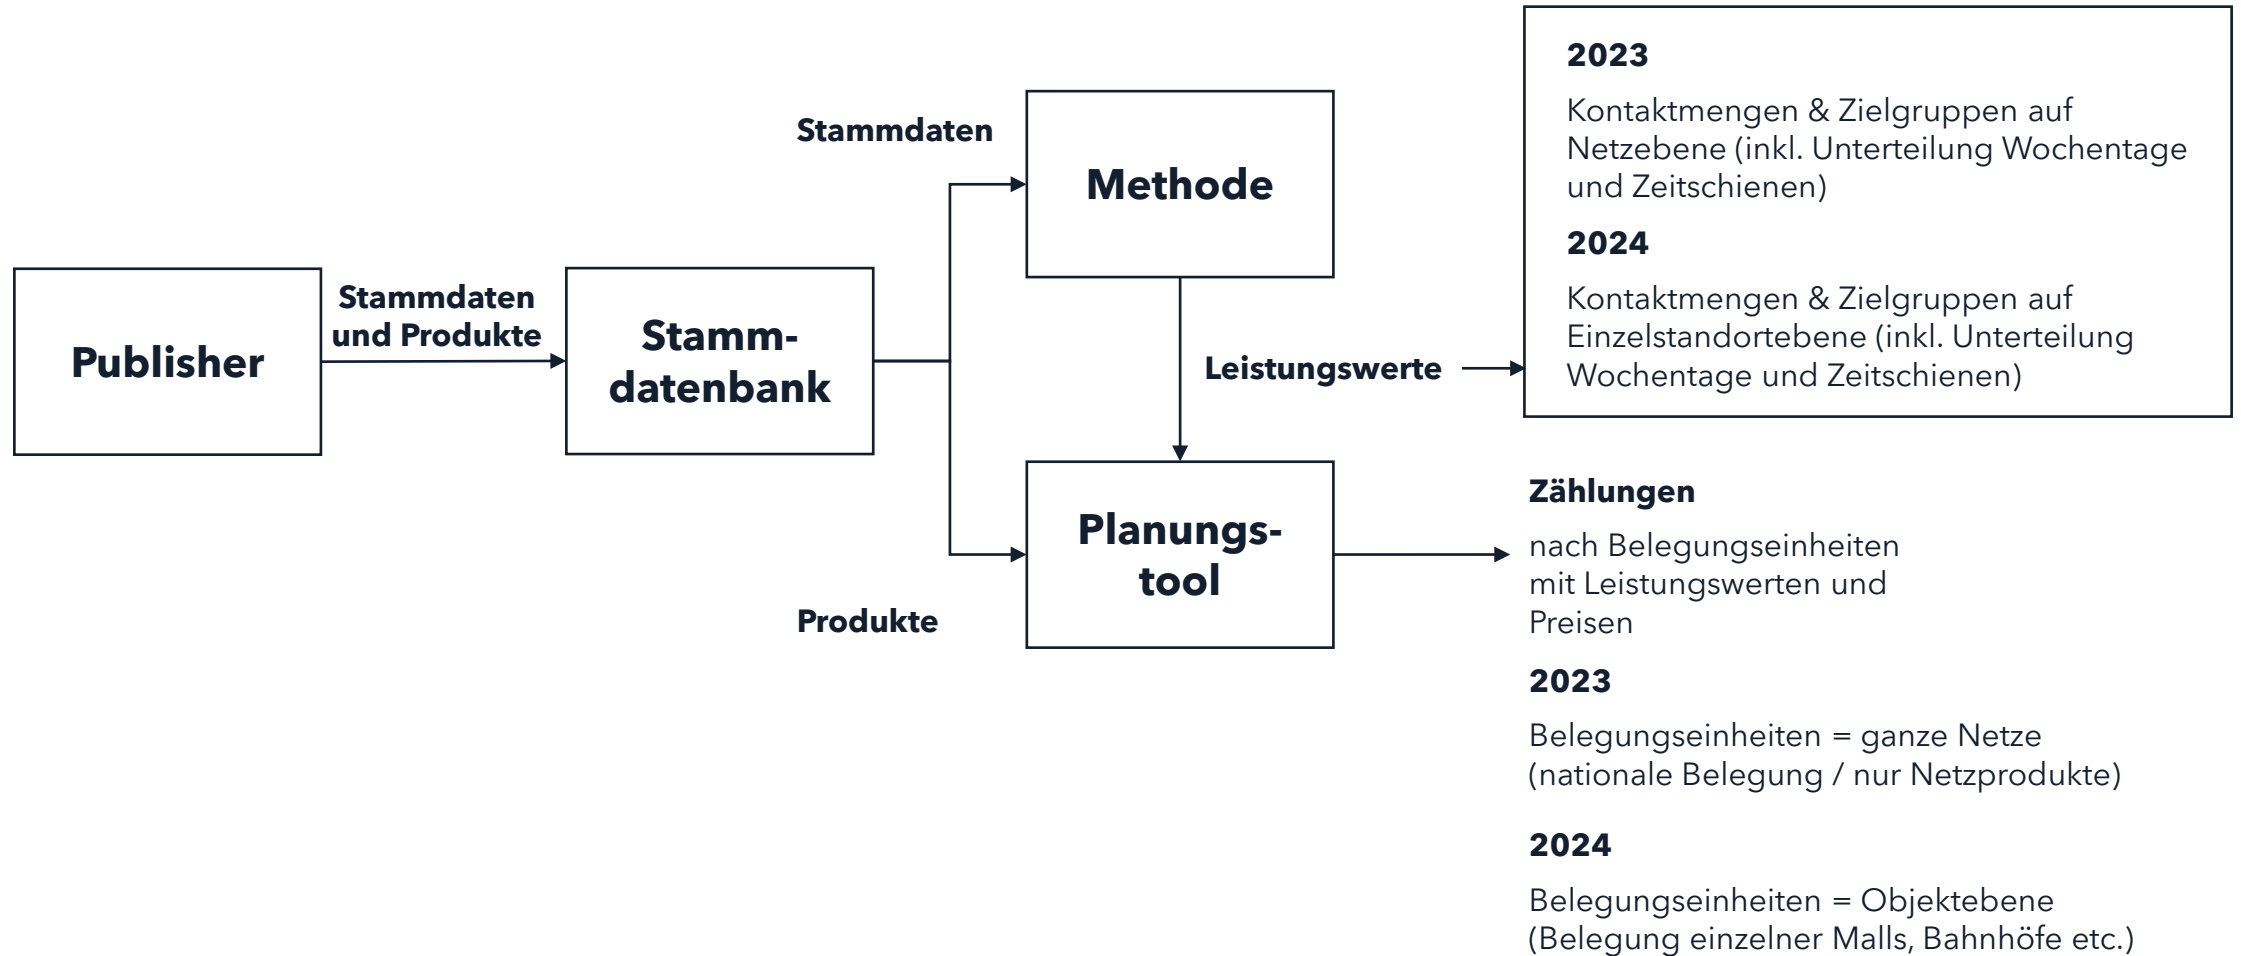 Publisher
Stammdaten
und Produkte
Stamm-
datenbank
Stammdaten
Methode
Leistungswerte
2023
Kontaktmengen & Zielgruppen auf
Netzebene (inkl. Unterteilung Wochentage
und Zeitschienen)
2024
Kontaktmengen & Zielgruppen auf
Einzelstandortebene (inkl. Unterteilung
Wochentage und Zeitschienen)
Produkte
Planungs-
tool
Zählungen
nach Belegungseinheiten
mit Leistungswerten und
Preisen
2023
Belegungseinheiten = ganze Netze
(nationale Belegung / nur Netzprodukte)
2024
Belegungseinheiten = Objektebene
(Belegung einzelner Malls, Bahnhöfe etc.)